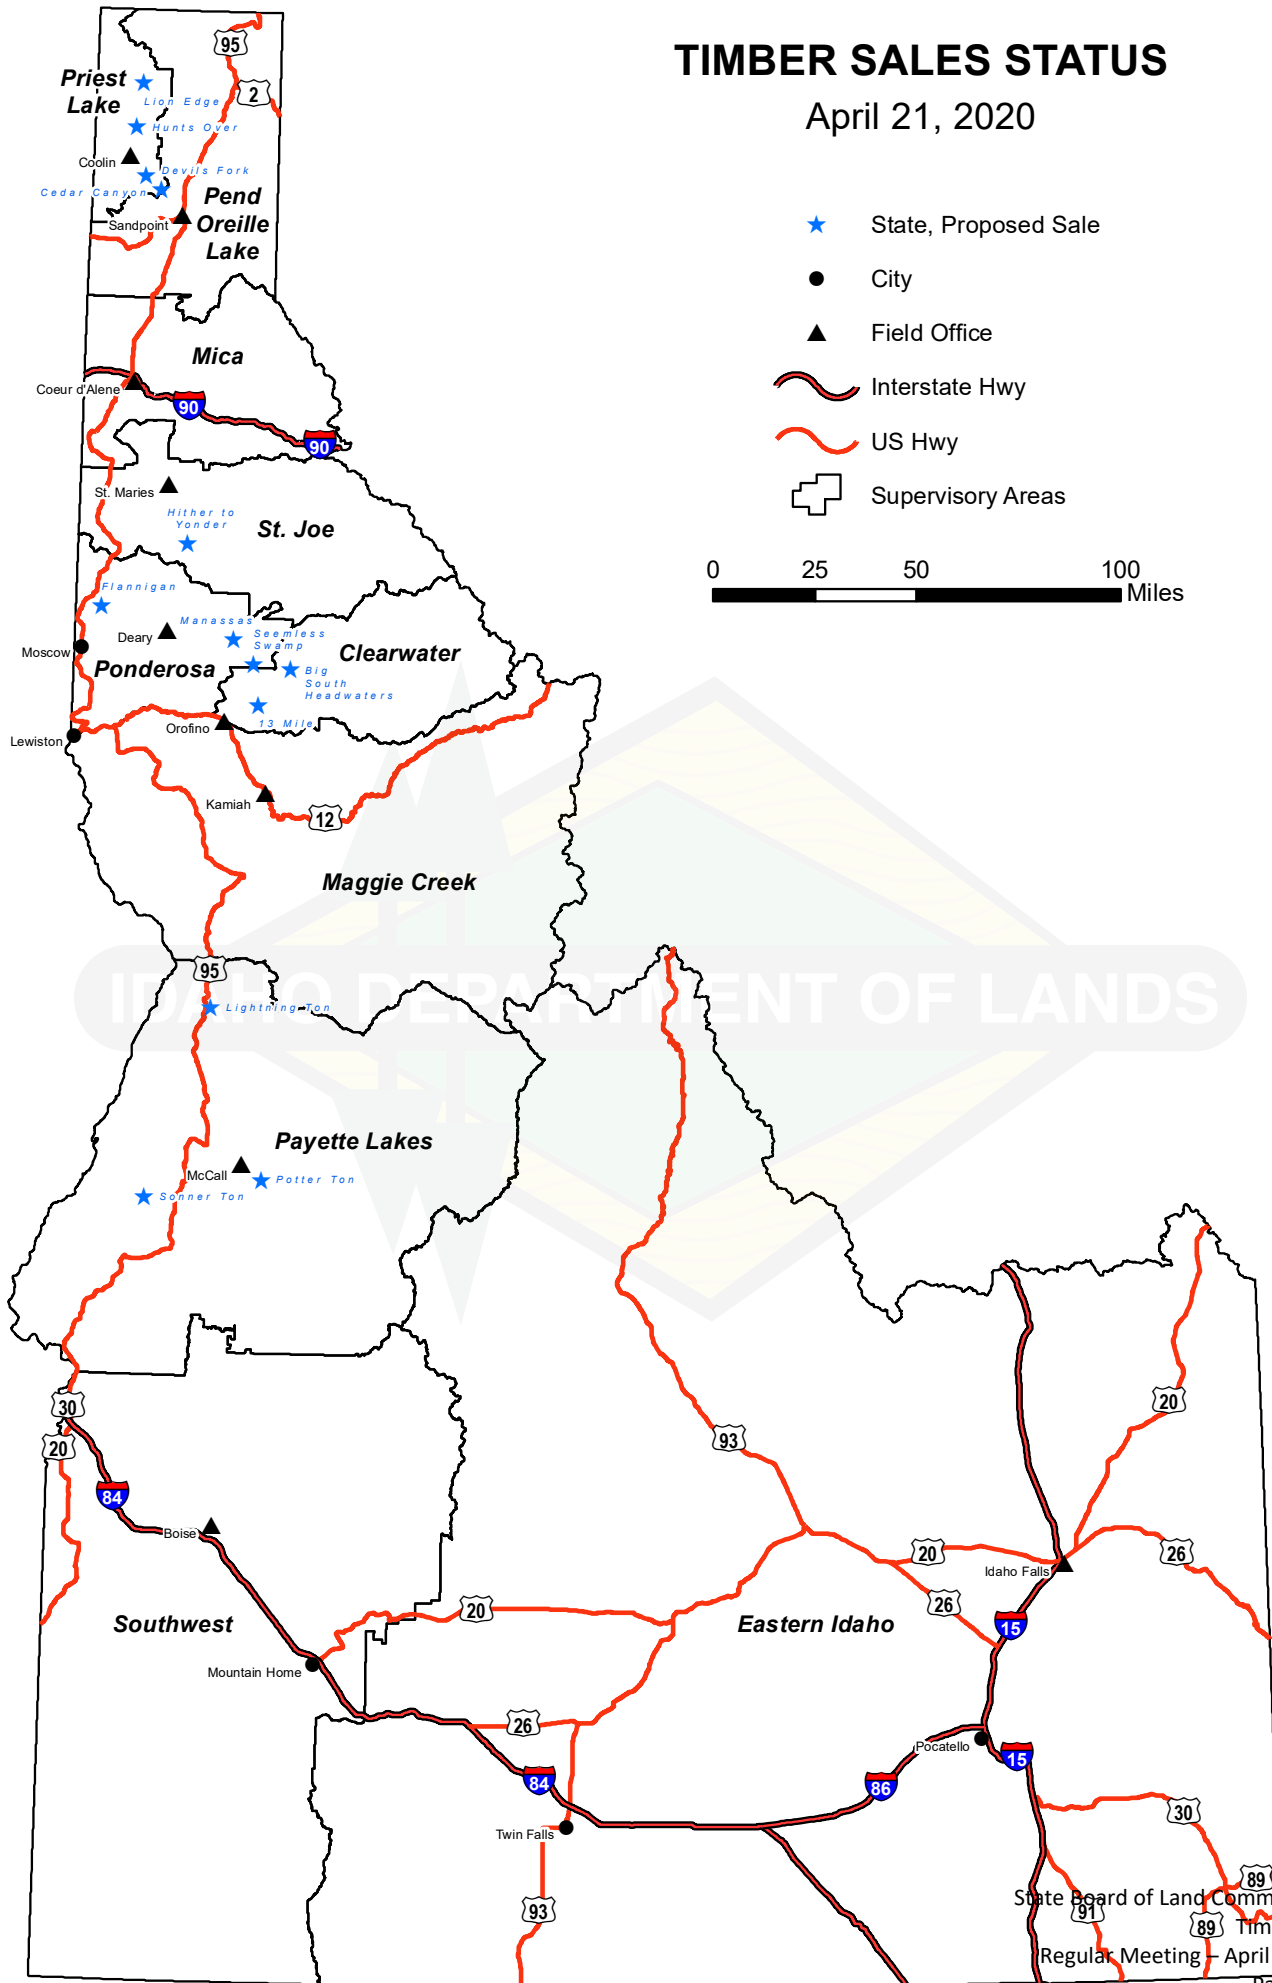 TIMBER SALES STATUS
April 21, 2020
State, Proposed Sale
City
Field Office
Interstate Hwy
US Hwy
Supervisory Areas
0 25 50 100
Miles
95
2
Priest
Lake
Lion Edge
Hunts Over
Coolin
Devils Fork
Cedar Canyon
Pend
Oreille
Lake
Sandpoint
Mica
Coeur d'Alene
90
90
St. Maries
Hither to
Yonder
St. Joe
Flannigan
Manassas
Deary
Seemless
Swamp
Clearwater
Moscow
Ponderosa
Big
South
Headwaters
13 Mile
Orofino
Lewiston
Kamiah
12
Maggie Creek
95
IDAHO DEPARTMENT OF LANDS
Lightning Ton
Payette Lakes
McCall
Potter Ton
Sonner Ton
30
20
84
Boise
93
20
20
26
Idaho Falls
26
15
20
Southwest
Eastern Idaho
Mountain Home
26
Pocatello
15
84
86
Twin Falls
30
93
89
State Board of Land Comm
91
89
Tim
Regular Meeting – April